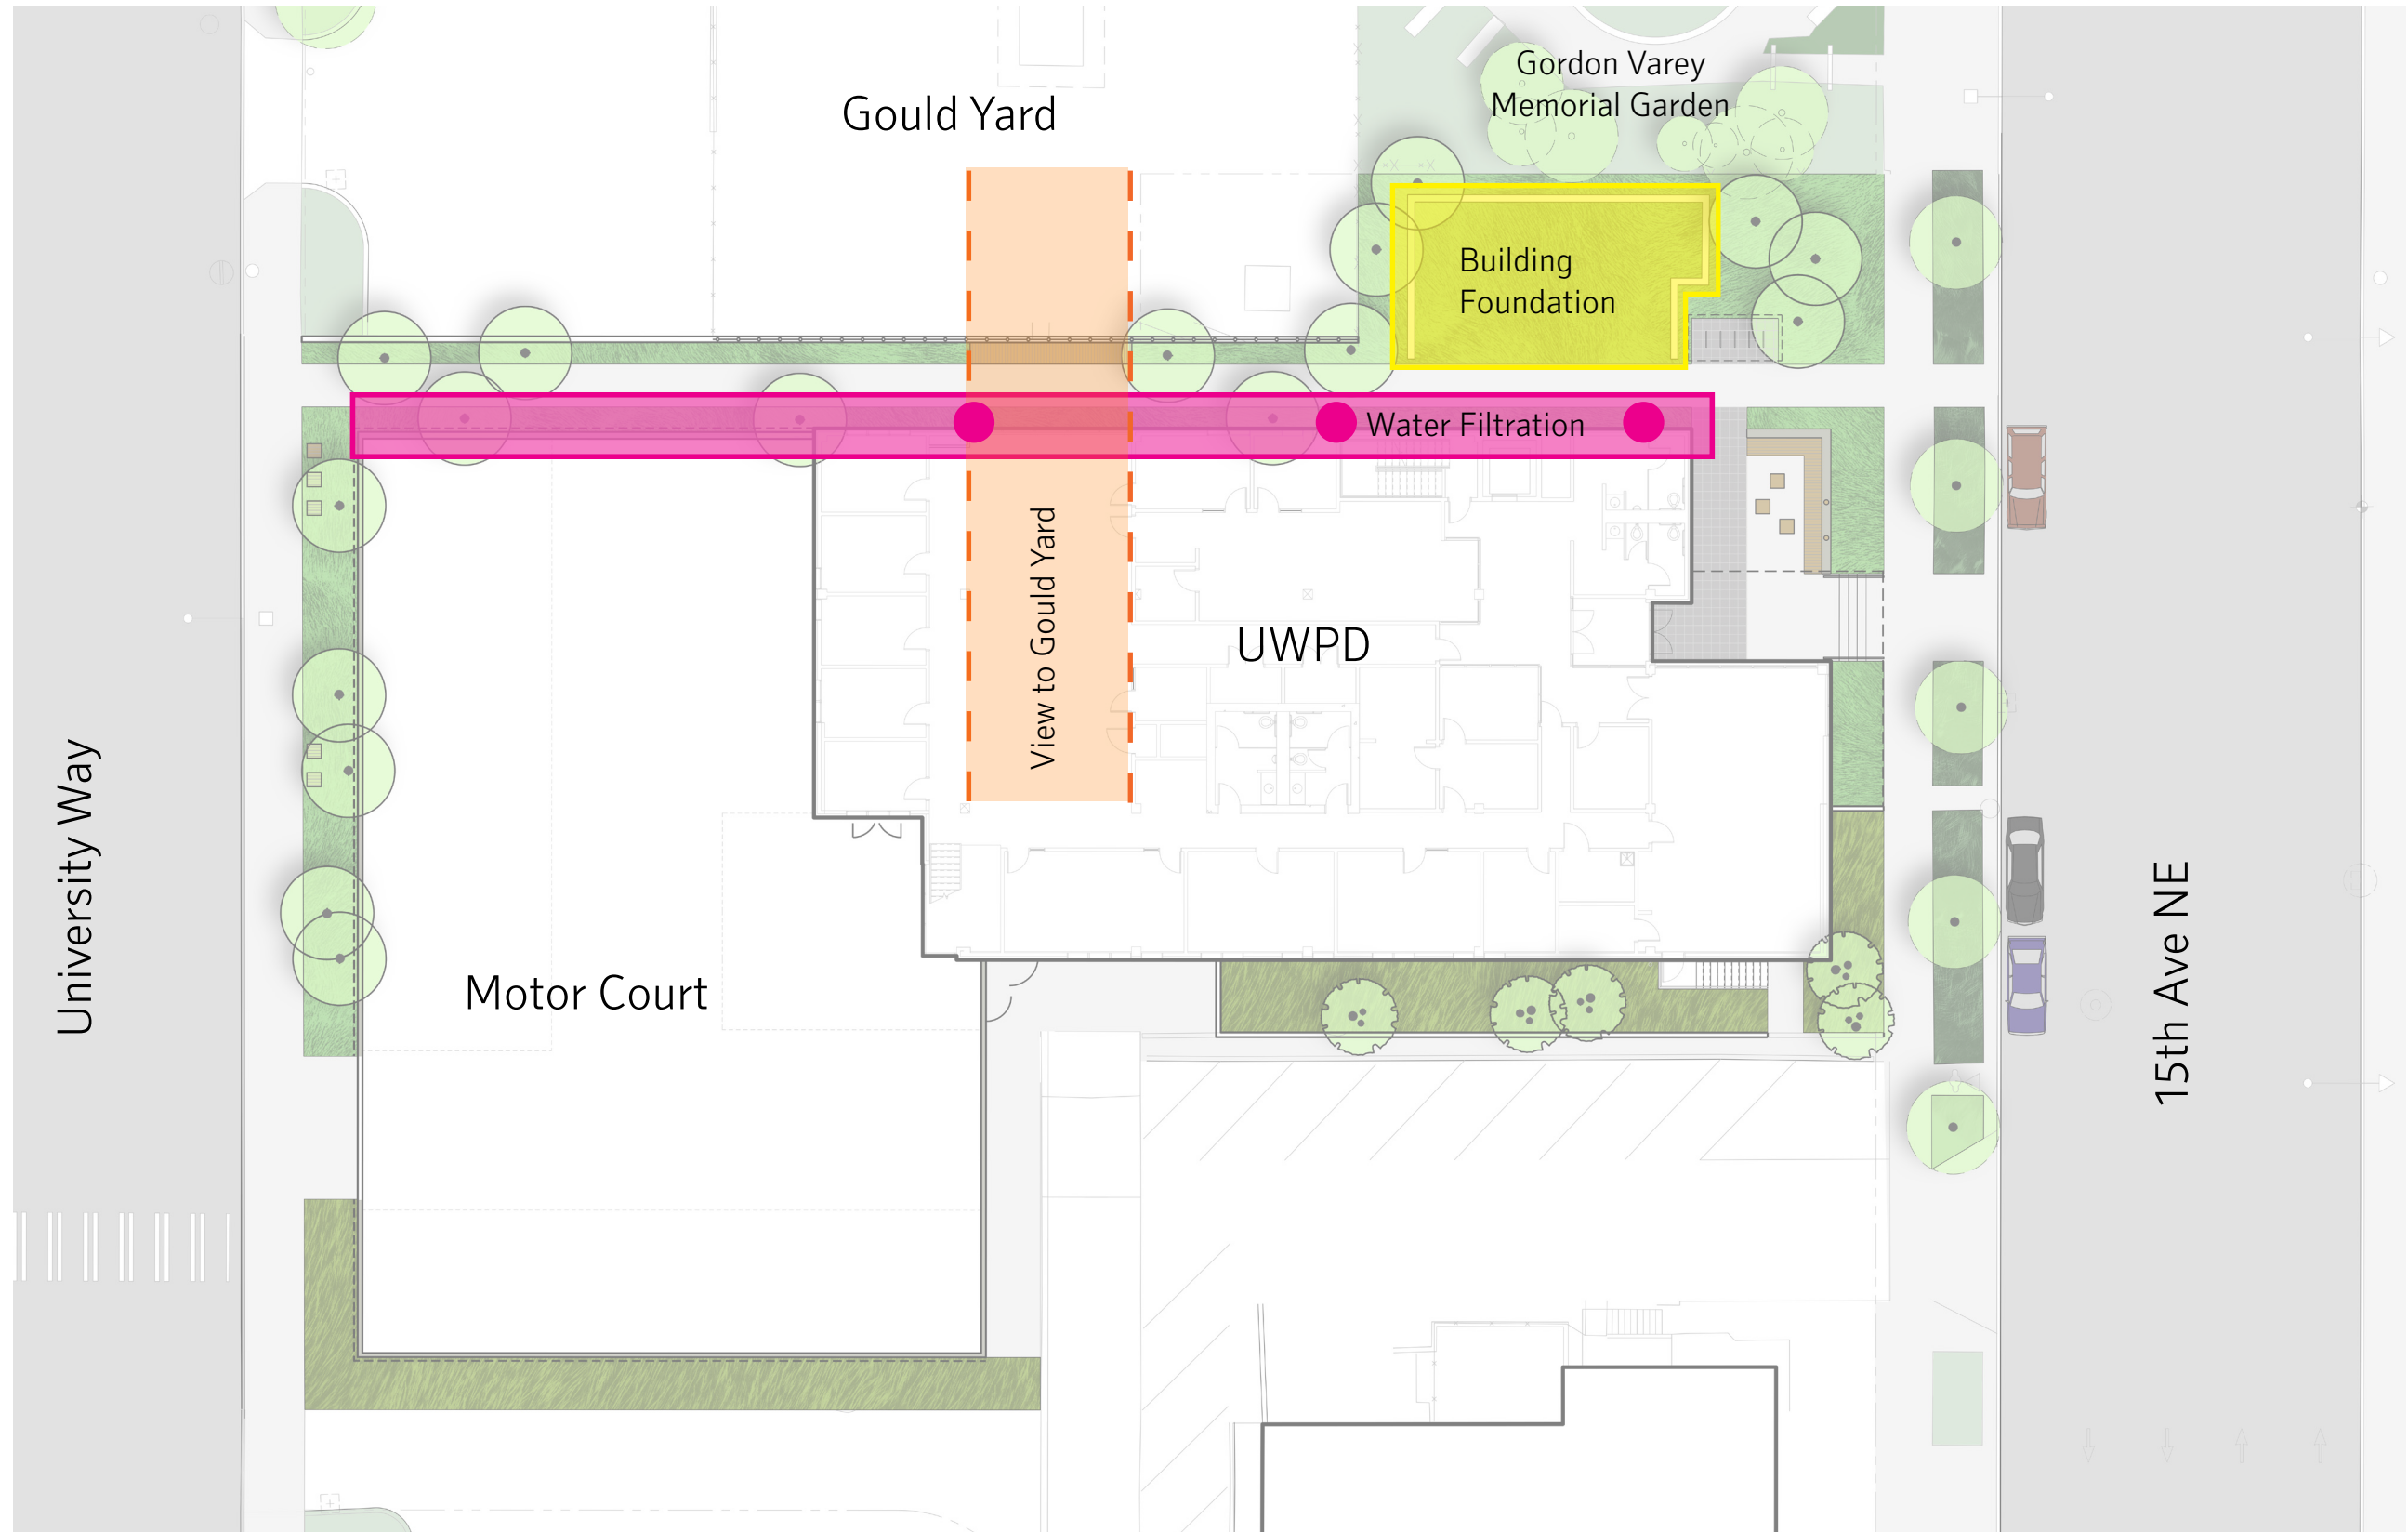 Gordon Varey
Memorial Garden
Gould Yard
Building
Foundation
Water Filtration
View to Gould Yard
UWPD
University Way
Motor Court
15th Ave NE